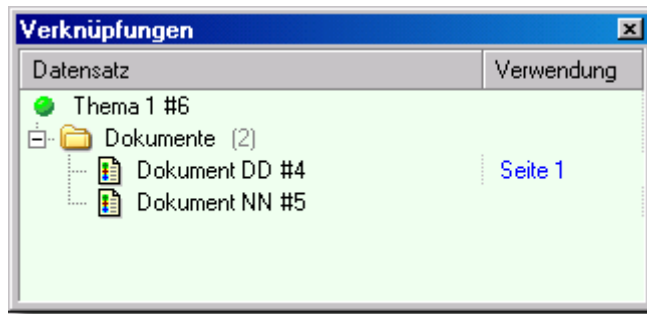 Verknüpfungen
Datensatz Verwendung
Thema 1 #6
Dokumente (2)
Dokument DD #4 Seite 1
Dokument NN #5